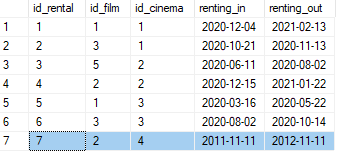 id_rental id_film id_cinema renting_in renting_out
1 1 1 1 2020-12-04 2021-02-13
2 2 3 1 2020-10-21 2020-11-13
3 3 5 2 2020-06-11 2020-08-02
4 4 2 2 2020-12-15 2021-01-22
5 5 1 3 2020-03-16 2020-05-22
6 6 3 3 2020-08-02 2020-10-14
7 7 2 4 2011-11-11 2012-11-11